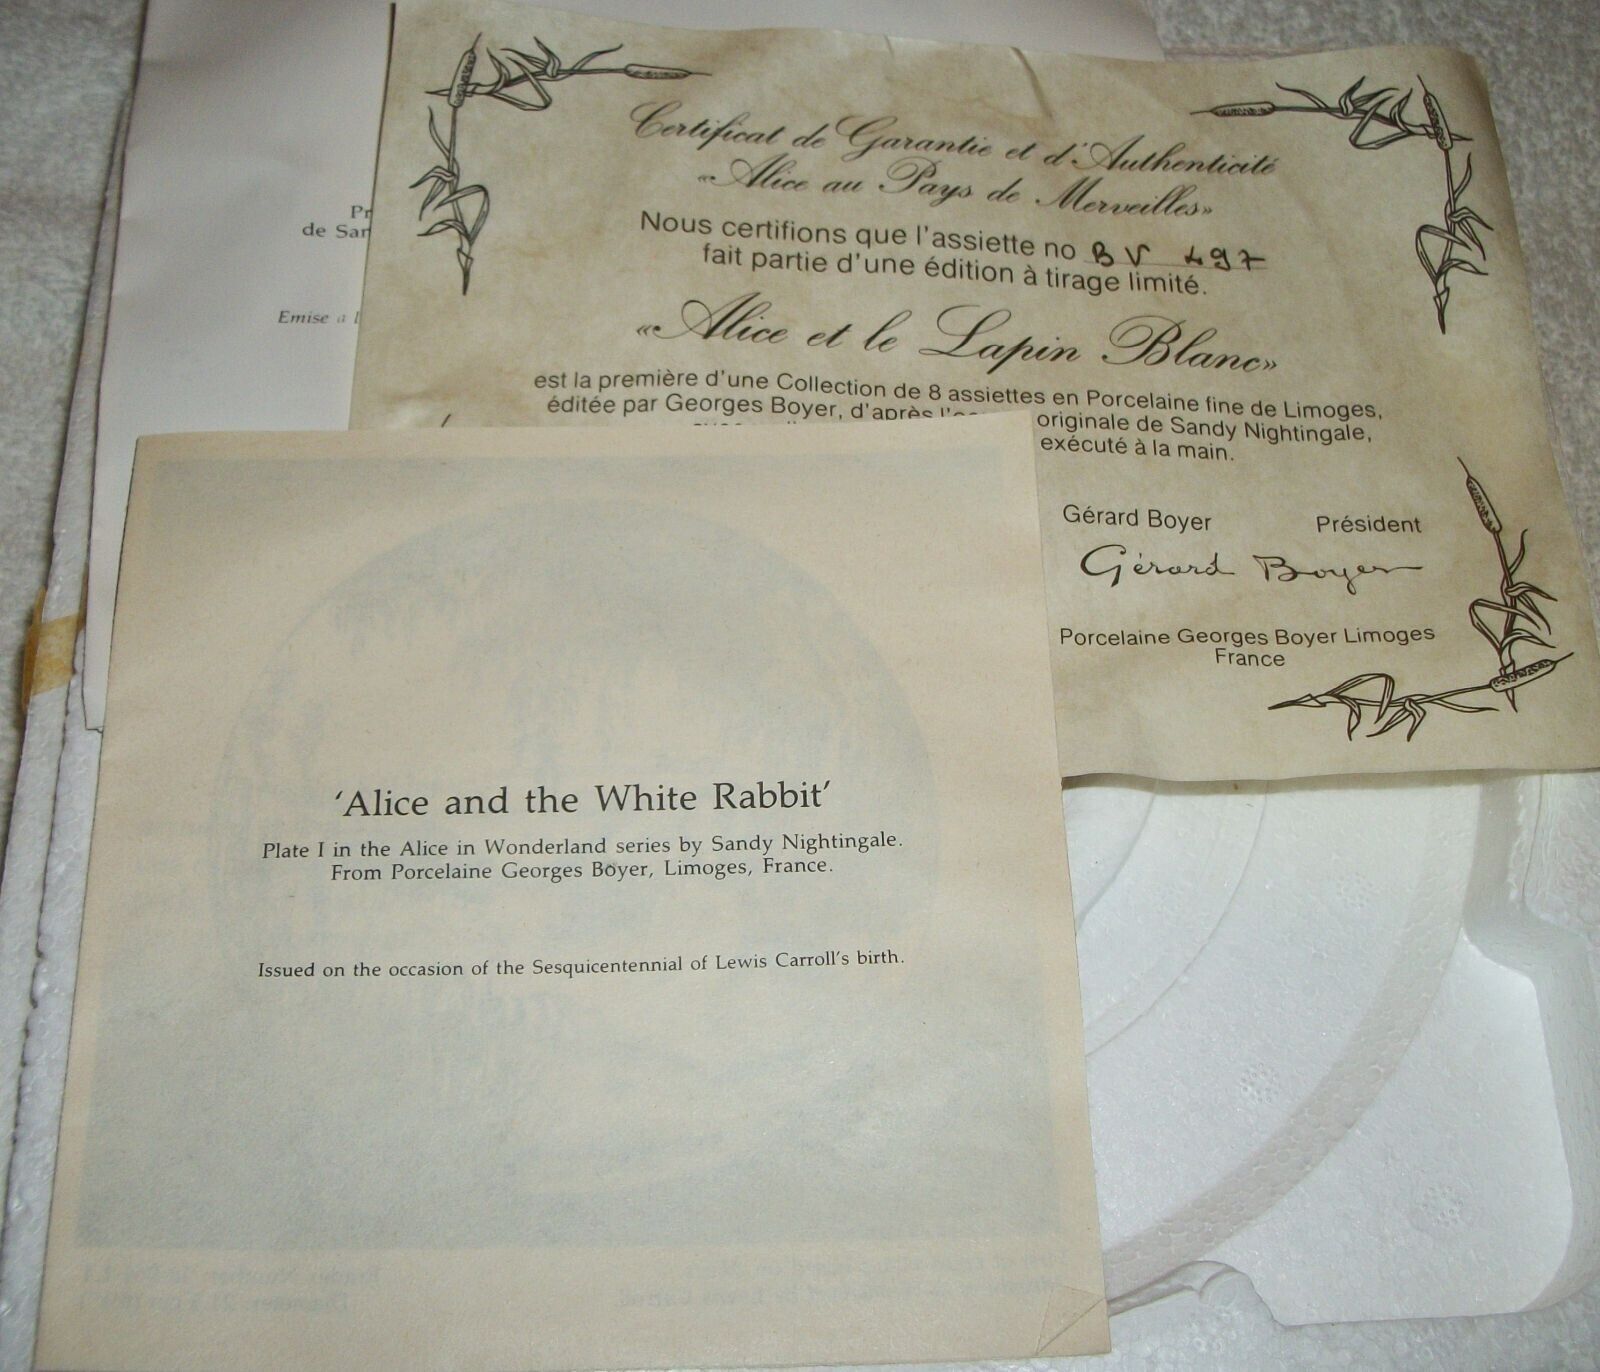 Pr
de San
Emise a l
Certificat de Garantie et d'Authenticité
«Alice au Pays de Merveilles»
Nous certifions que l'assiette no BV 497
fait partie d'une édition à tirage limité.
«Alice et le Lapin Blanc»
est la première d'une Collection de 8 assiettes en Porcelaine fine de Limoges,
éditée par Georges Boyer, d'après originale de Sandy Nightingale,
exécuté à la main.
Gérard Boyer Président
Gérard Boyer
Porcelaine Georges Boyer Limoges
France
'Alice and the White Rabbit'
Plate I in the Alice in Wonderland series by Sandy Nightingale.
From Porcelaine Georges Boyer, Limoges, France.
Issued on the occasion of the Sesquicentennial of Lewis Carroll's birth.